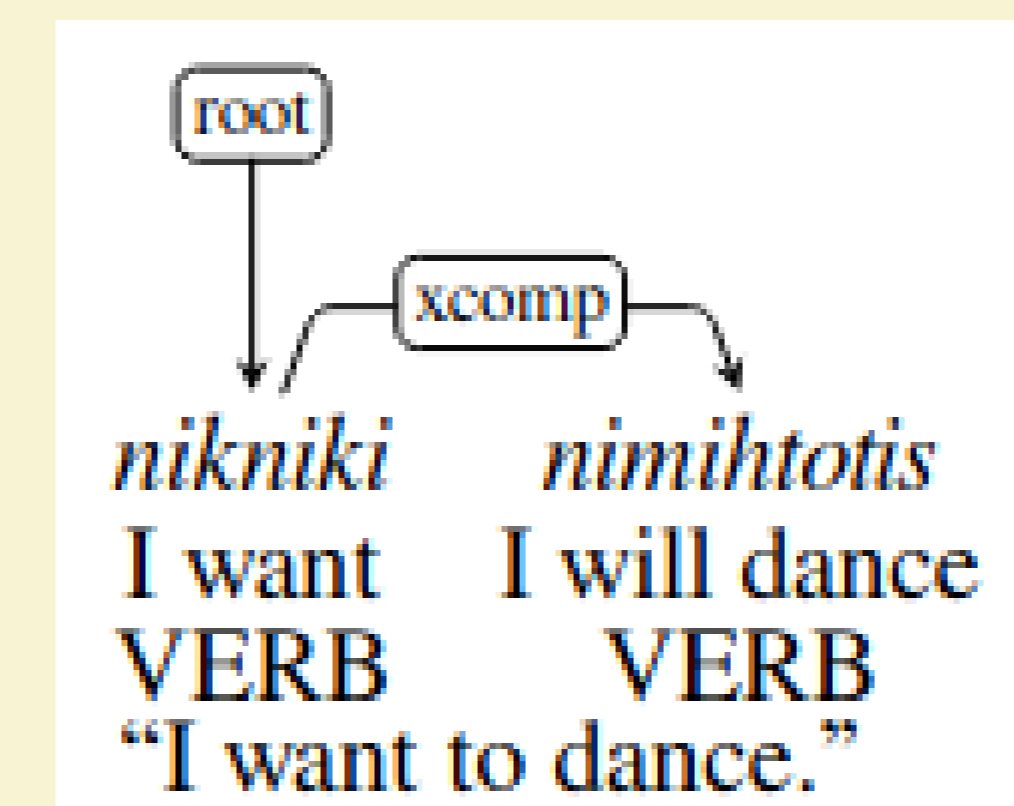 root
xcomp
nikniki nimihtotis
I want I will dance
VERB VERB
“I want to dance.”